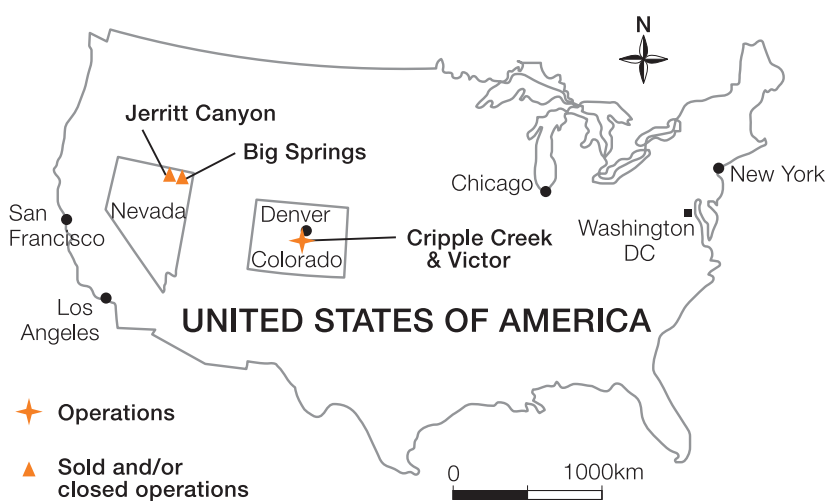 N
Jerritt Canyon
Big Springs
Chicago
New York
Nevada
San
Francisco
Denver
Colorado
Cripple Creek
& Victor
Washington
DC
Los
Angeles
UNITED STATES OF AMERICA
Operations
Sold and/or
closed operations
0 1000km